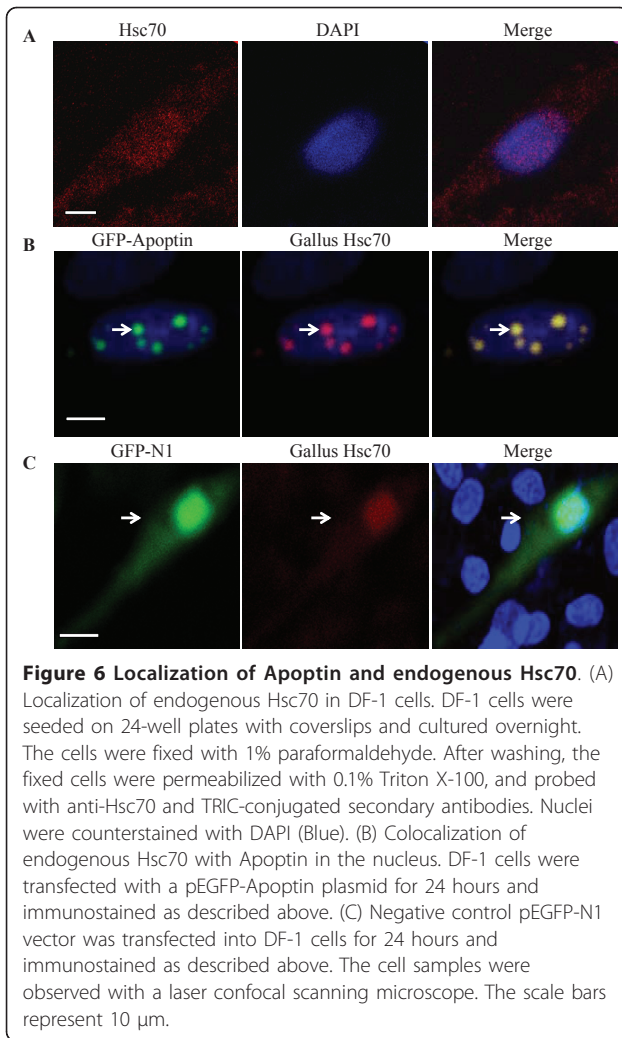 Hsc70 DAPI Merge
A
GFP-Apoptin Gallus Hsc70 Merge
B
GFP-N1 Gallus Hsc70 Merge
C
Figure 6 Localization of Apoptin and endogenous Hsc70. (A)
Localization of endogenous Hsc70 in DF-1 cells. DF-1 cells were
seeded on 24-well plates with coverslips and cultured overnight.
The cells were fixed with 1% paraformaldehyde. After washing, the
fixed cells were permeabilized with 0.1% Triton X-100, and probed
with anti-Hsc70 and TRIC-conjugated secondary antibodies. Nuclei
were counterstained with DAPI (Blue). (B) Colocalization of
endogenous Hsc70 with Apoptin in the nucleus. DF-1 cells were
transfected with a pEGFP-Apoptin plasmid for 24 hours and
immunostained as described above. (C) Negative control pEGFP-N1
vector was transfected into DF-1 cells for 24 hours and
immunostained as described above. The cell samples were
observed with a laser confocal scanning microscope. The scale bars
represent 10 μm.